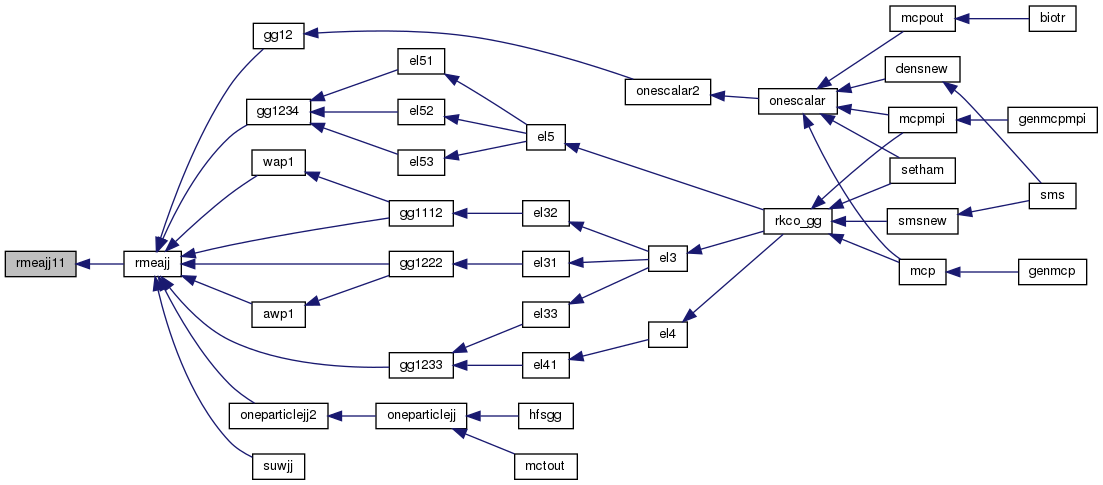 mcpout
biotr
gg12
el51
densnew
onescalar2
onescalar
gg1234
el52
mcpmpi
genmcpmpi
el5
wap1
el53
setham
sms
gg1112
el32
rkco_gg
smsnew
rmeajj11
rmeajj
gg1222
el31
el3
mcp
genmcp
awp1
el33
el4
gg1233
el41
oneparticlejj2
oneparticlejj
hfsgg
suwjj
mctout